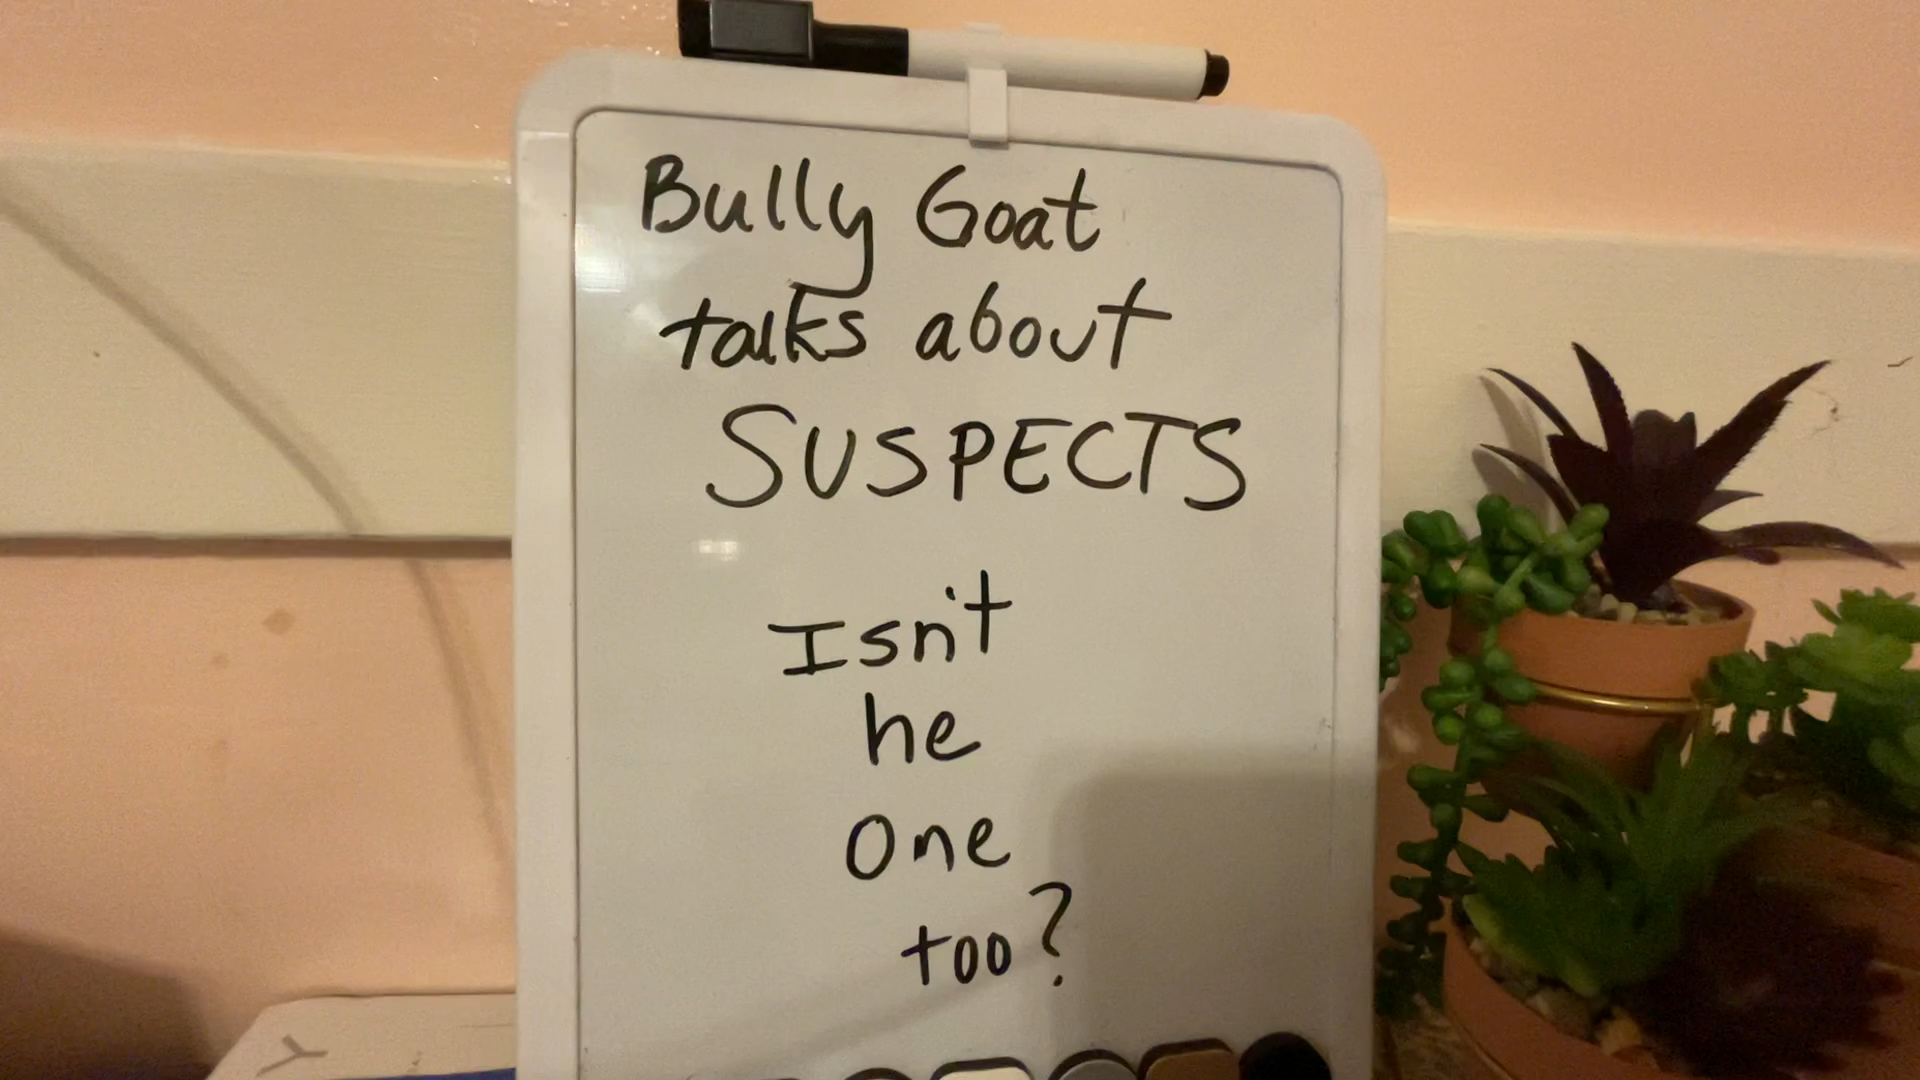 Bully Goat
talks about
SUSPECTS
Isn't
he
one
too?